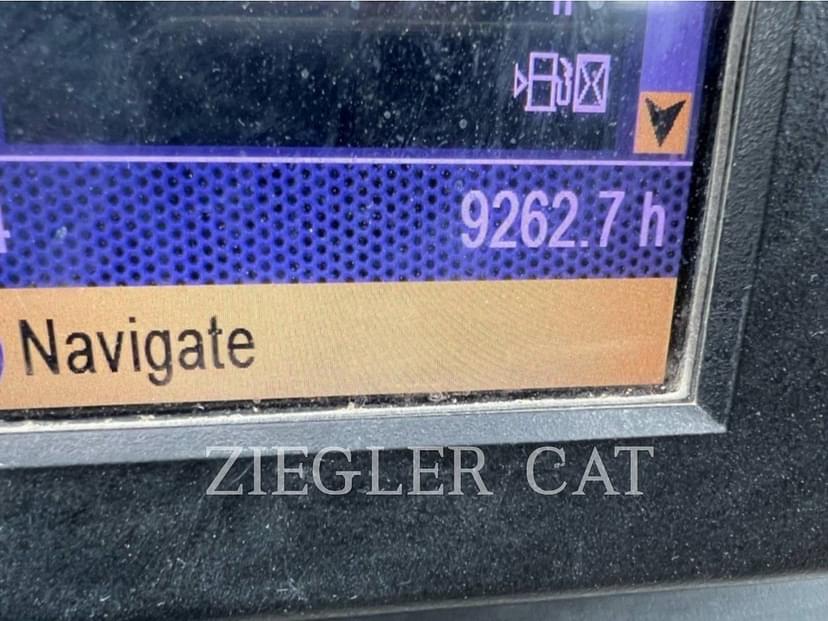 9262.7 h
Navigate
ZIEGLER CAT